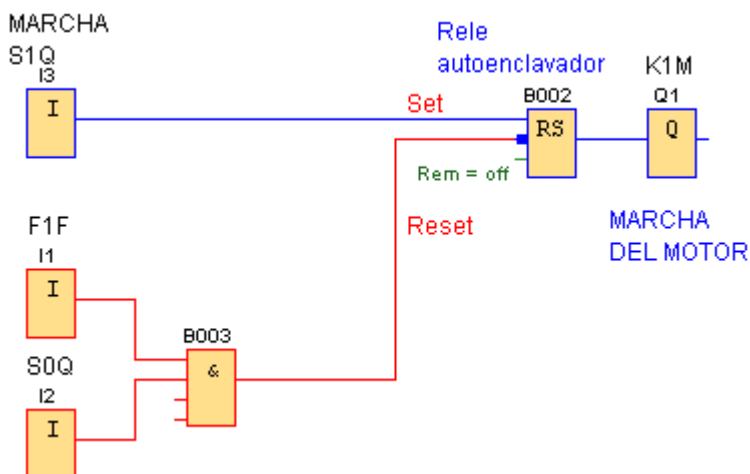 MARCHA
S1Q
I3
I
Set
Rele
autoenclavador
B002
RS
Rem = off
K1M
Q1
Q
MARCHA
DEL MOTOR
Reset
F1F
I1
I
B003
&
S0Q
I2
I